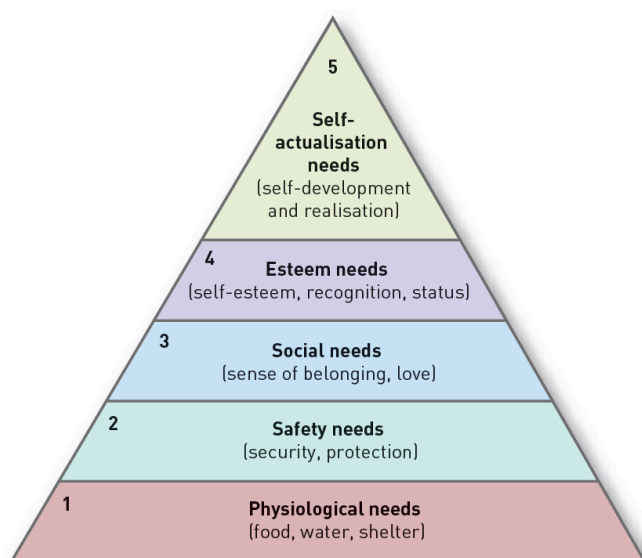 5
Self-
actualisation
needs
(self-development
and realisation)
4
Esteem needs
(self-esteem, recognition, status)
3
Social needs
(sense of belonging, love)
2
Safety needs
(security, protection)
1
Physiological needs
(food, water, shelter)